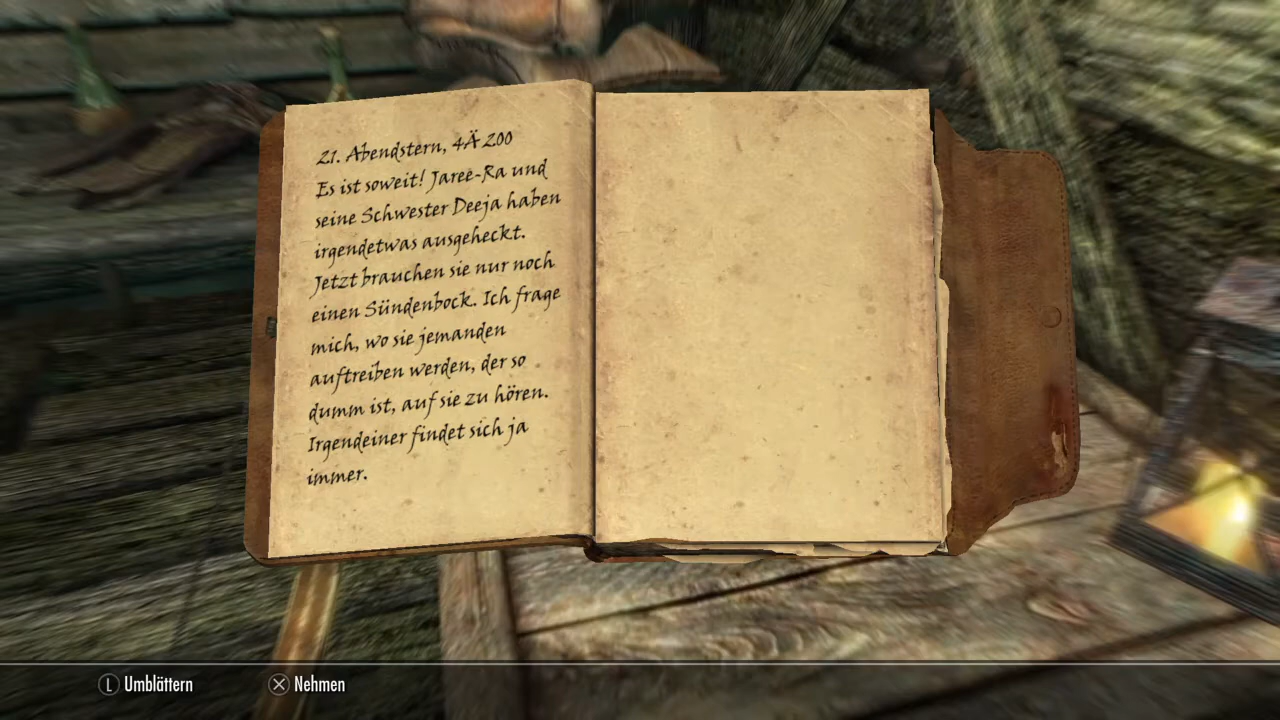 21. Abendstern, 4Ä 200
Es ist soweit! Jaree-Ra und
seine Schwester Deeja haben
irgendetwas ausgeheckt.
Jetzt brauchen sie nur noch
einen Sündenbock. Ich frage
mich, wo sie jemanden
auftreiben werden, der so
dumm ist, auf sie zu hören.
Irgendeiner findet sich ja
immer.
L Umblättern
X Nehmen